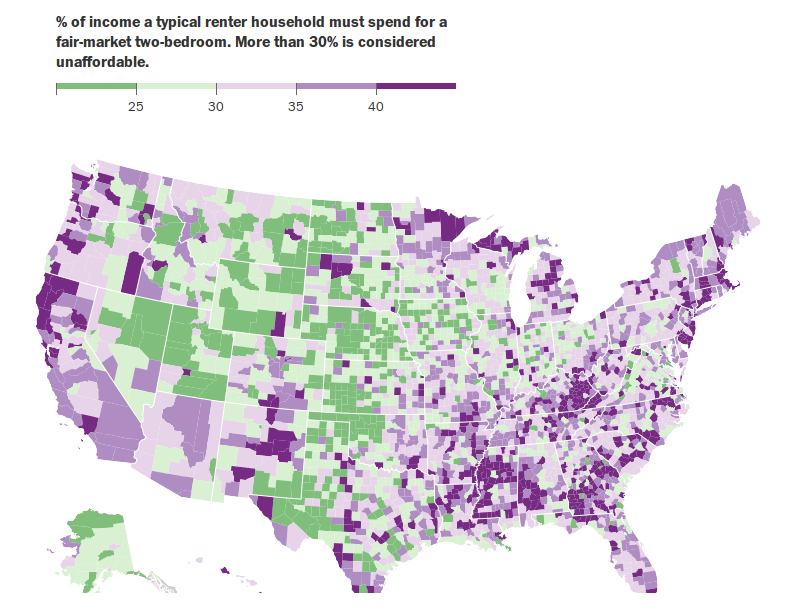 % of income a typical renter household must spend for a
fair-market two-bedroom. More than 30% is considered
unaffordable.
25 30 35 40